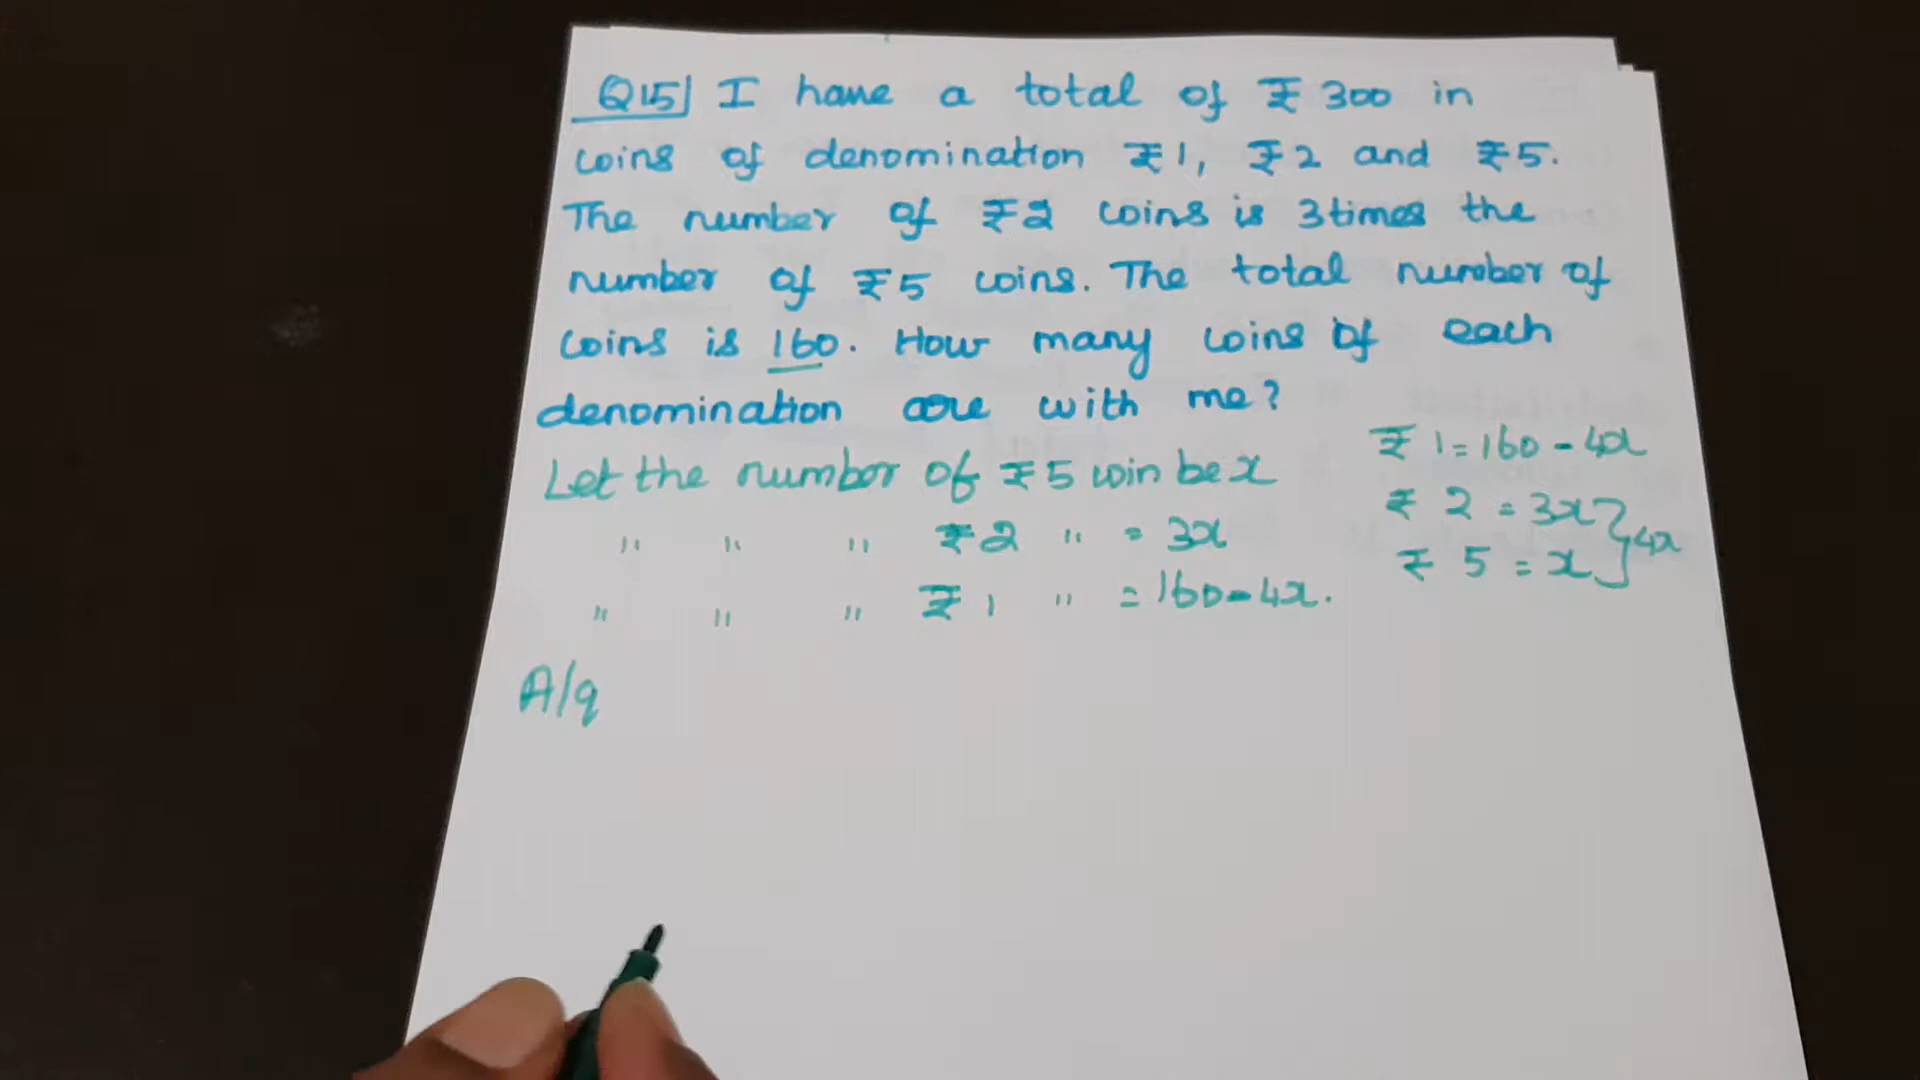 Q15] I have a total of ₹ 300 in
coins of denomination ₹1, ₹2 and ₹5.
The number of ₹2 coins is 3 times the
number of ₹5 coins. The total number of
coins is 160. How many coins of each
denomination are with me?
Let the number of ₹5 coin be x
" " " ₹2 " = 3x
" " " ₹1 " = 160-4x.
₹ 1 = 160 - 4x
₹ 2 = 3x } 4x
₹ 5 = x
A/q